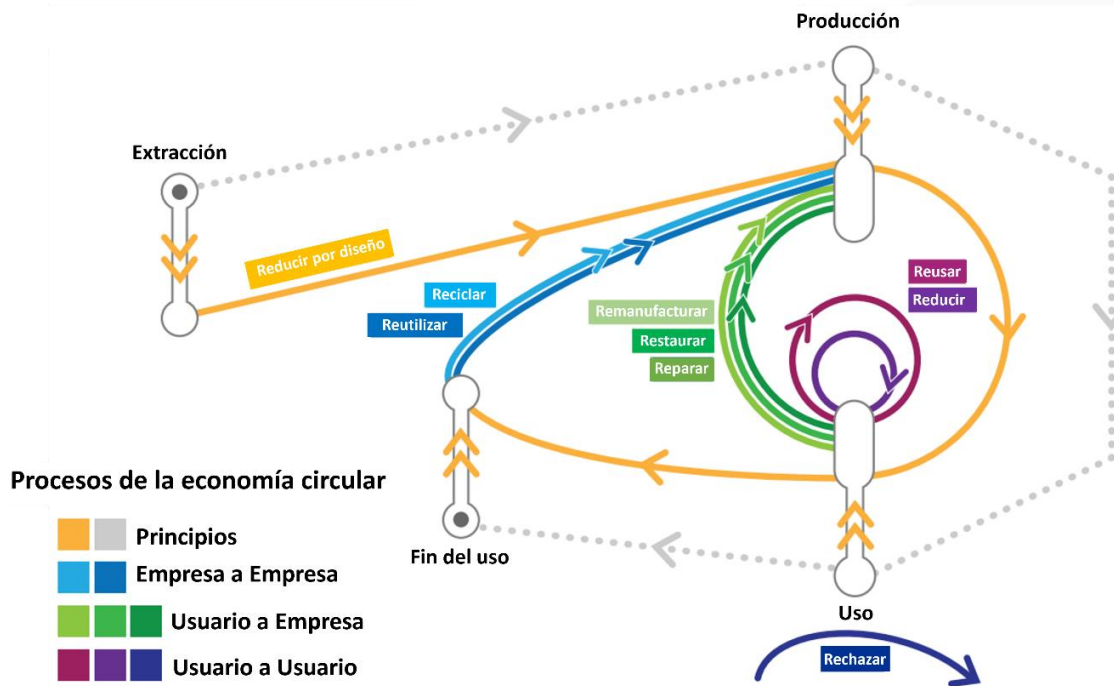 Producción
Extracción
Reducir por diseño
Reciclar
Reutilizar
Reusar
Reducir
Remanufacturar
Restaurar
Reparar
Procesos de la economía circular
Principios
Empresa a Empresa
Usuario a Empresa
Usuario a Usuario
Fin del uso
Uso
Rechazar